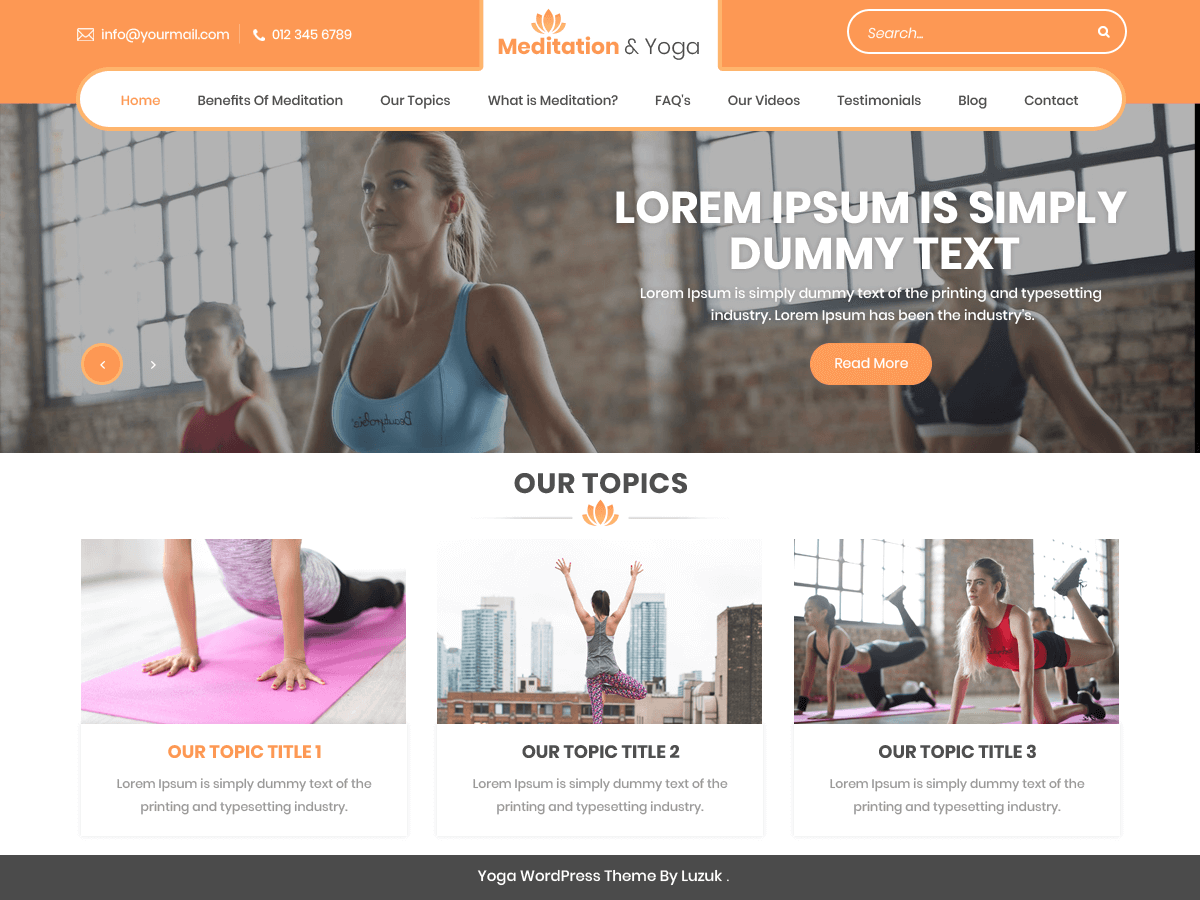 info@yourmail.com
012 345 6789
Meditation & Yoga
Search...
Home
Benefits Of Meditation
Our Topics
What is Meditation?
FAQ's
Our Videos
Testimonials
Blog
Contact
LOREM IPSUM IS SIMPLY
DUMMY TEXT
Lorem Ipsum is simply dummy text of the printing and typesetting
industry. Lorem Ipsum has been the industry's.
Read More
OUR TOPICS
OUR TOPIC TITLE 1
Lorem Ipsum is simply dummy text of the
printing and typesetting industry.
OUR TOPIC TITLE 2
Lorem Ipsum is simply dummy text of the
printing and typesetting industry.
OUR TOPIC TITLE 3
Lorem Ipsum is simply dummy text of the
printing and typesetting industry.
Yoga WordPress Theme By Luzuk .